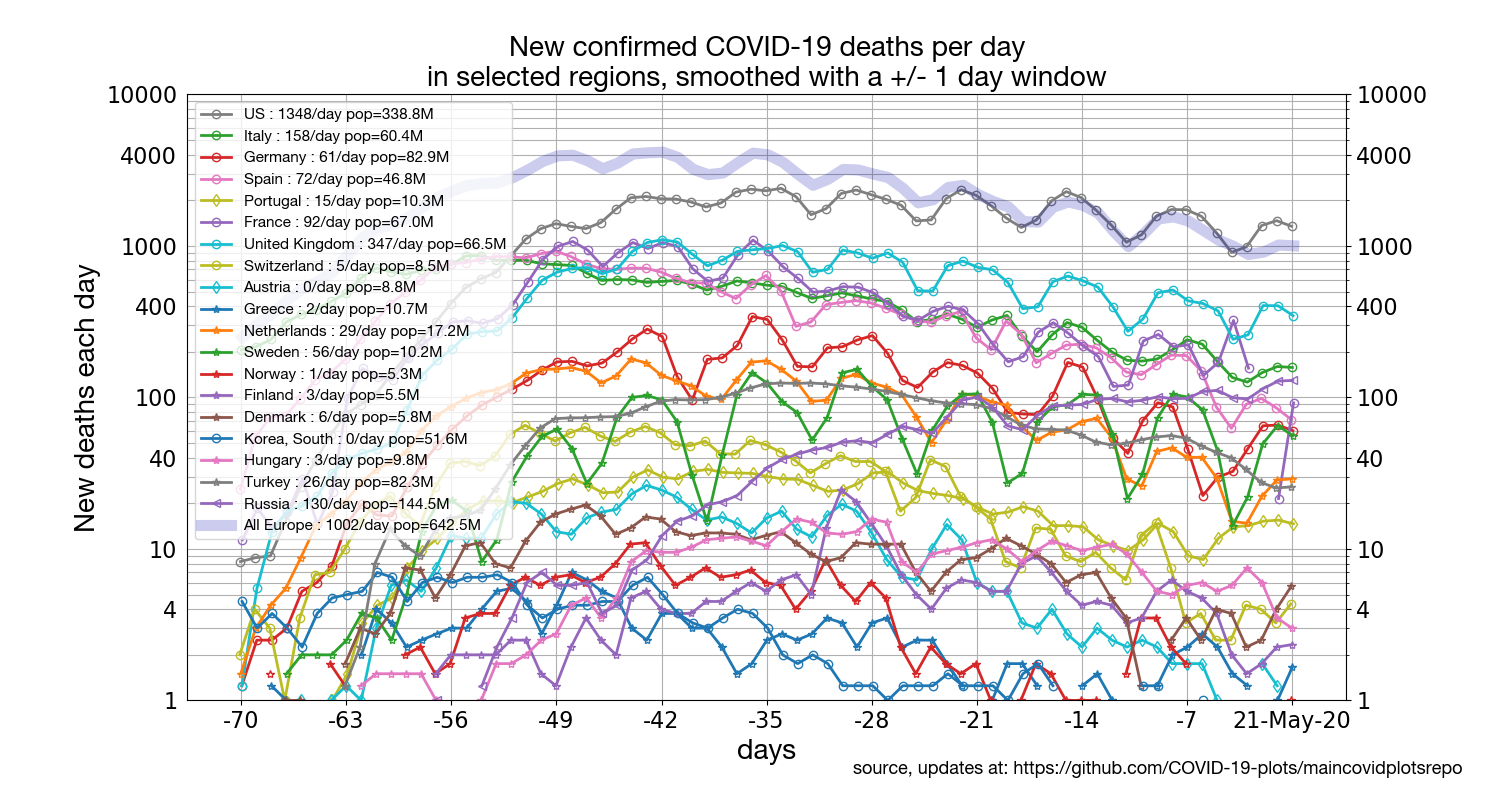 New confirmed COVID-19 deaths per day
in selected regions, smoothed with a +/- 1 day window
10000
4000
1000
400
100
40
10
4
1
New deaths each day
US : 1348/day pop=338.8M
Italy : 158/day pop=60.4M
Germany : 61/day pop=82.9M
Spain : 72/day pop=46.8M
Portugal : 15/day pop=10.3M
France : 92/day pop=67.0M
United Kingdom : 347/day pop=66.5M
Switzerland : 5/day pop=8.5M
Austria : 0/day pop=8.8M
Greece : 2/day pop=10.7M
Netherlands : 29/day pop=17.2M
Sweden : 56/day pop=10.2M
Norway : 1/day pop=5.3M
Finland : 3/day pop=5.5M
Denmark : 6/day pop=5.8M
Korea, South : 0/day pop=51.6M
Hungary : 3/day pop=9.8M
Turkey : 26/day pop=82.3M
Russia : 130/day pop=144.5M
All Europe : 1002/day pop=642.5M
10000
4000
1000
400
100
40
10
4
1
-70 -63 -56 -49 -42 -35 -28 -21 -14 -7 21-May-20
days
source, updates at: https://github.com/COVID-19-plots/maincovidplotsrepo